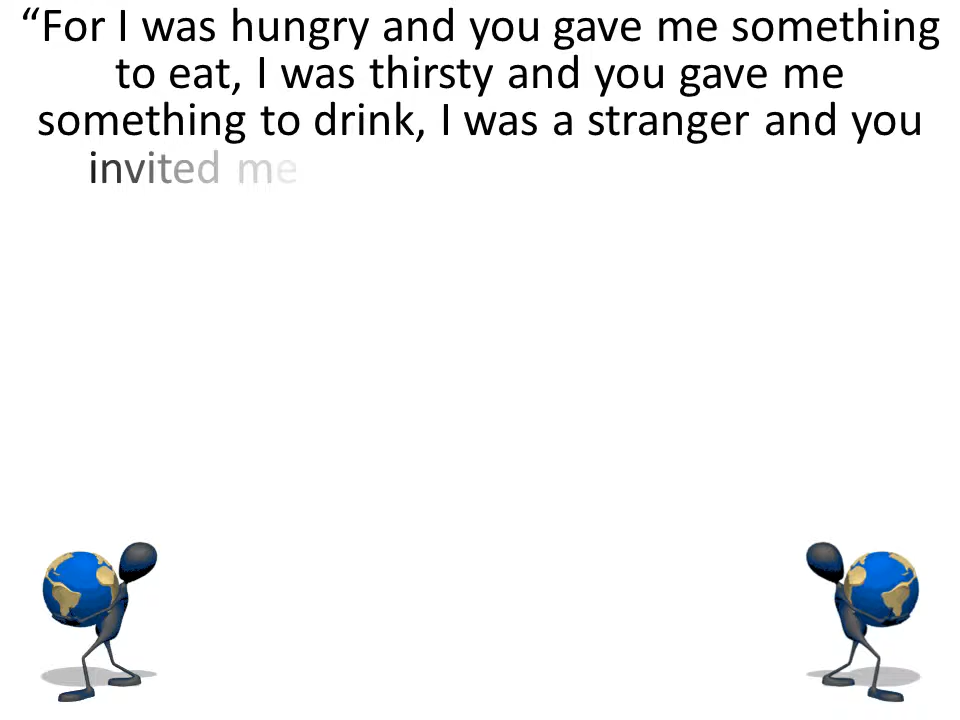 “For I was hungry and you gave me something
to eat, I was thirsty and you gave me
something to drink, I was a stranger and you
invited me